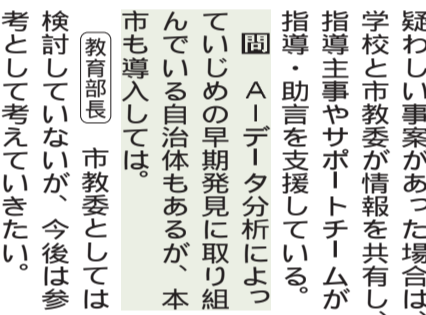 疑わしい事案があった場合は、
学校と市教委が情報を共有し、
指導主事やサポートチームが
指導・助言を支援している。
問　ＡＩデータ分析によっ
ていじめの早期発見に取り組
んでいる自治体もあるが、本
市も導入しては。
教育部長　市教委としては
検討していないが、今後は参
考として考えていきたい。